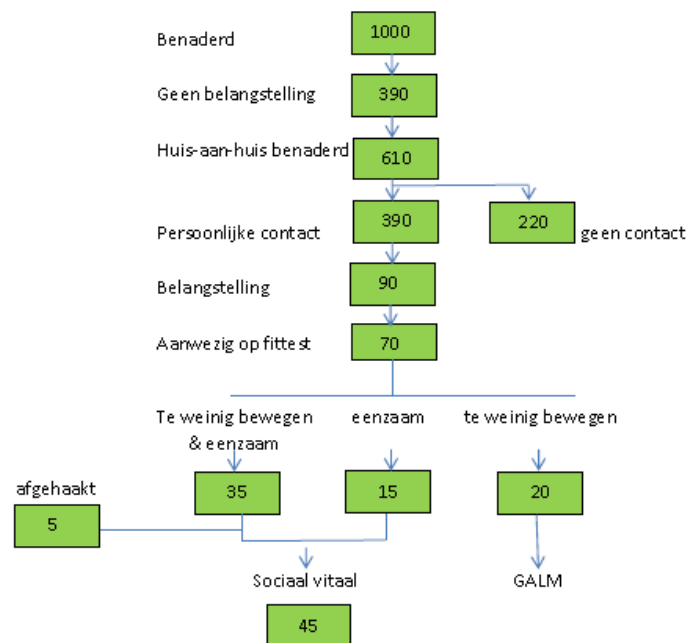 Benaderd
1000
Geen belangstelling
390
Huis-aan-huis benaderd
610
Persoonlijke contact
390
220
geen contact
Belangstelling
90
Aanwezig op fittest
70
Te weinig bewegen
& eenzaam
eenzaam
te weinig bewegen
afgehaakt
35
15
20
5
Sociaal vitaal
GALM
45